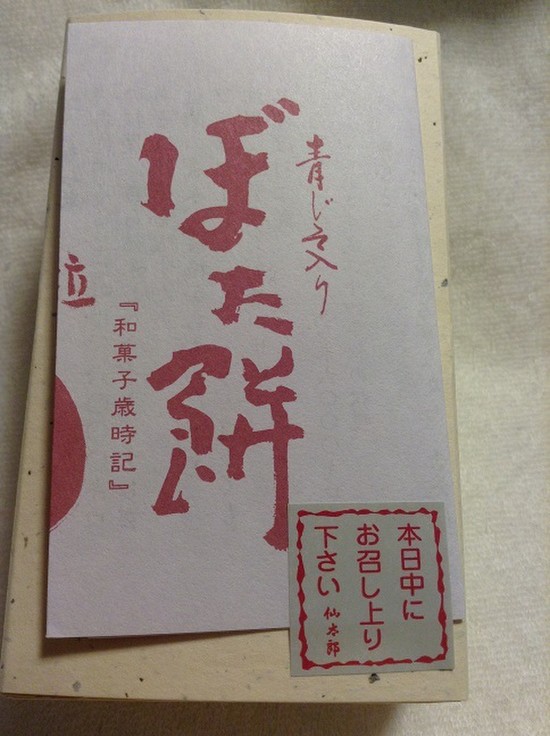 青じそ入り
ぼた餅
『和菓子歳時記』
本日中に
お召し上り
下さい 仙太郎